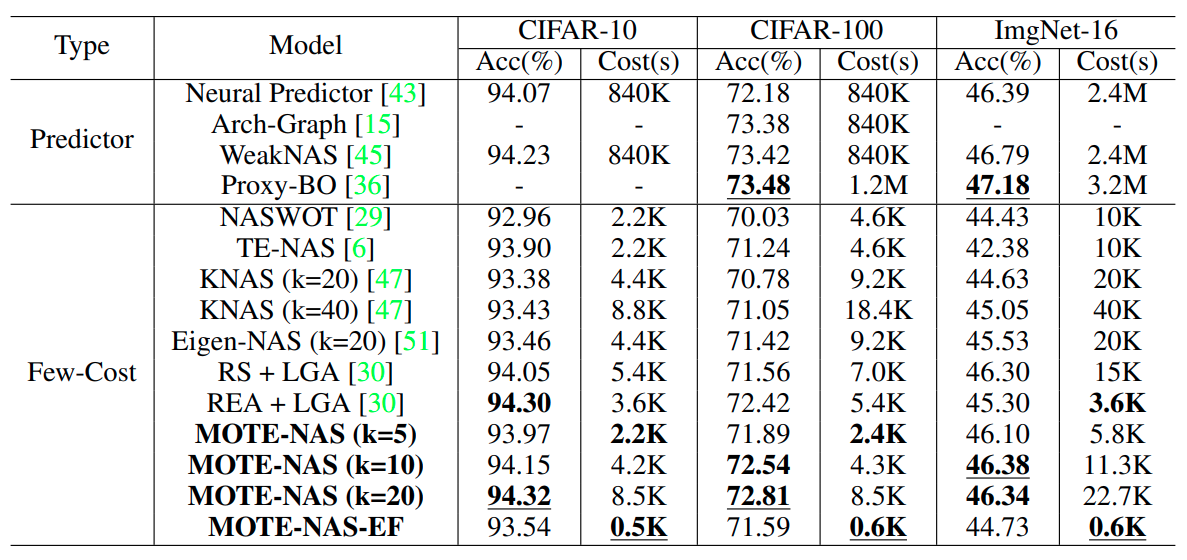 Type Model CIFAR-10 CIFAR-100 ImgNet-16
Acc(%) Cost(s) Acc(%) Cost(s) Acc(%) Cost(s)
Predictor
Neural Predictor [43] 94.07 840K 72.18 840K 46.39 2.4M
Arch-Graph [15] - - 73.38 840K - -
WeakNAS [45] 94.23 840K 73.42 840K 46.79 2.4M
Proxy-BO [36] - - 73.48 1.2M 47.18 3.2M
Few-Cost
NASWOT [29] 92.96 2.2K 70.03 4.6K 44.43 10K
TE-NAS [6] 93.90 2.2K 71.24 4.6K 42.38 10K
KNAS (k=20) [47] 93.38 4.4K 70.78 9.2K 44.63 20K
KNAS (k=40) [47] 93.43 8.8K 71.05 18.4K 45.05 40K
Eigen-NAS (k=20) [51] 93.46 4.4K 71.42 9.2K 45.53 20K
RS + LGA [30] 94.05 5.4K 71.56 7.0K 46.30 15K
REA + LGA [30] 94.30 3.6K 72.42 5.4K 45.30 3.6K
MOTE-NAS (k=5) 93.97 2.2K 71.89 2.4K 46.10 5.8K
MOTE-NAS (k=10) 94.15 4.2K 72.54 4.3K 46.38 11.3K
MOTE-NAS (k=20) 94.32 8.5K 72.81 8.5K 46.34 22.7K
MOTE-NAS-EF 93.54 0.5K 71.59 0.6K 44.73 0.6K